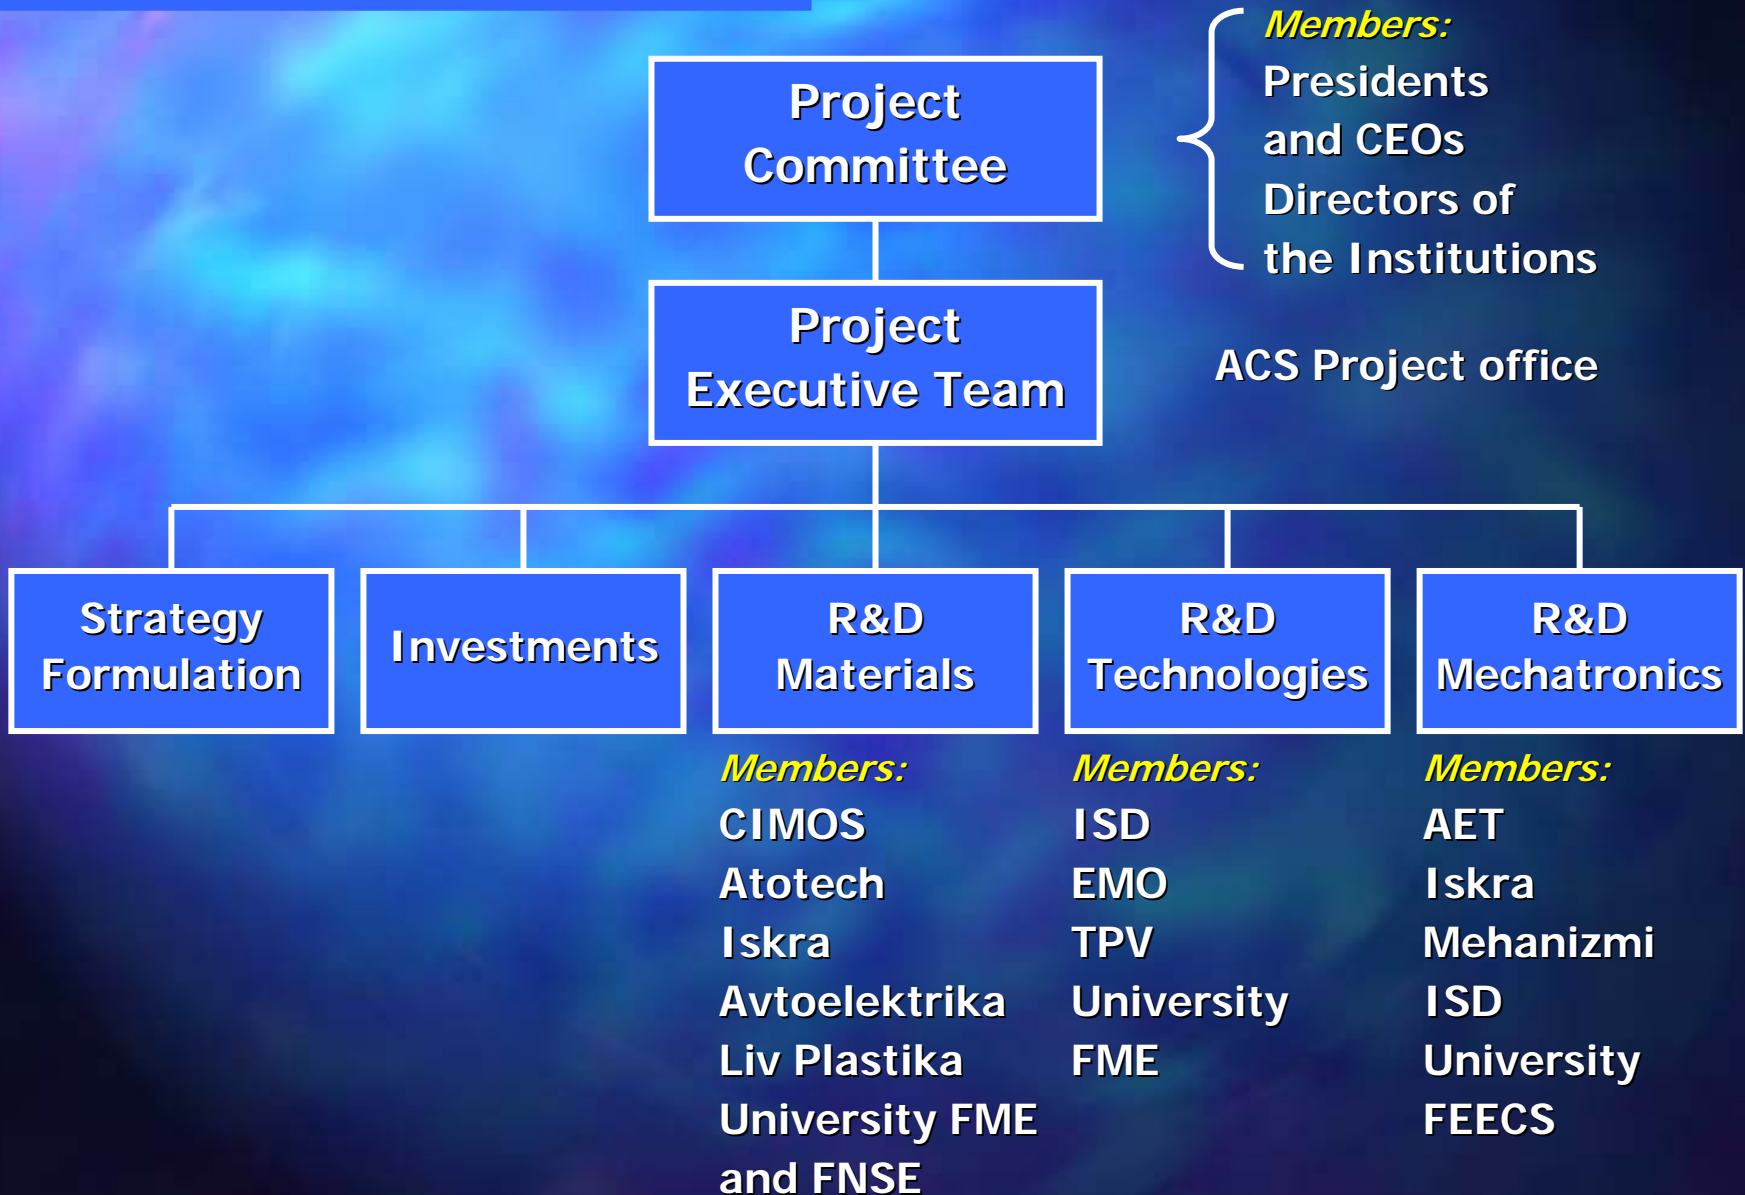 Members:
Presidents
and CEOs
Directors of
the Institutions
Project
Committee
Project
Executive Team
ACS Project office
Strategy
Formulation
Investments
R&D
Materials
R&D
Technologies
R&D
Mechatronics
Members:
CIMOS
Atotech
Iskra
Avtoelektrika
Liv Plastika
University FME
and FNSE
Members:
ISD
EMO
TPV
University
FME
Members:
AET
Iskra
Mehanizmi
ISD
University
FEECS